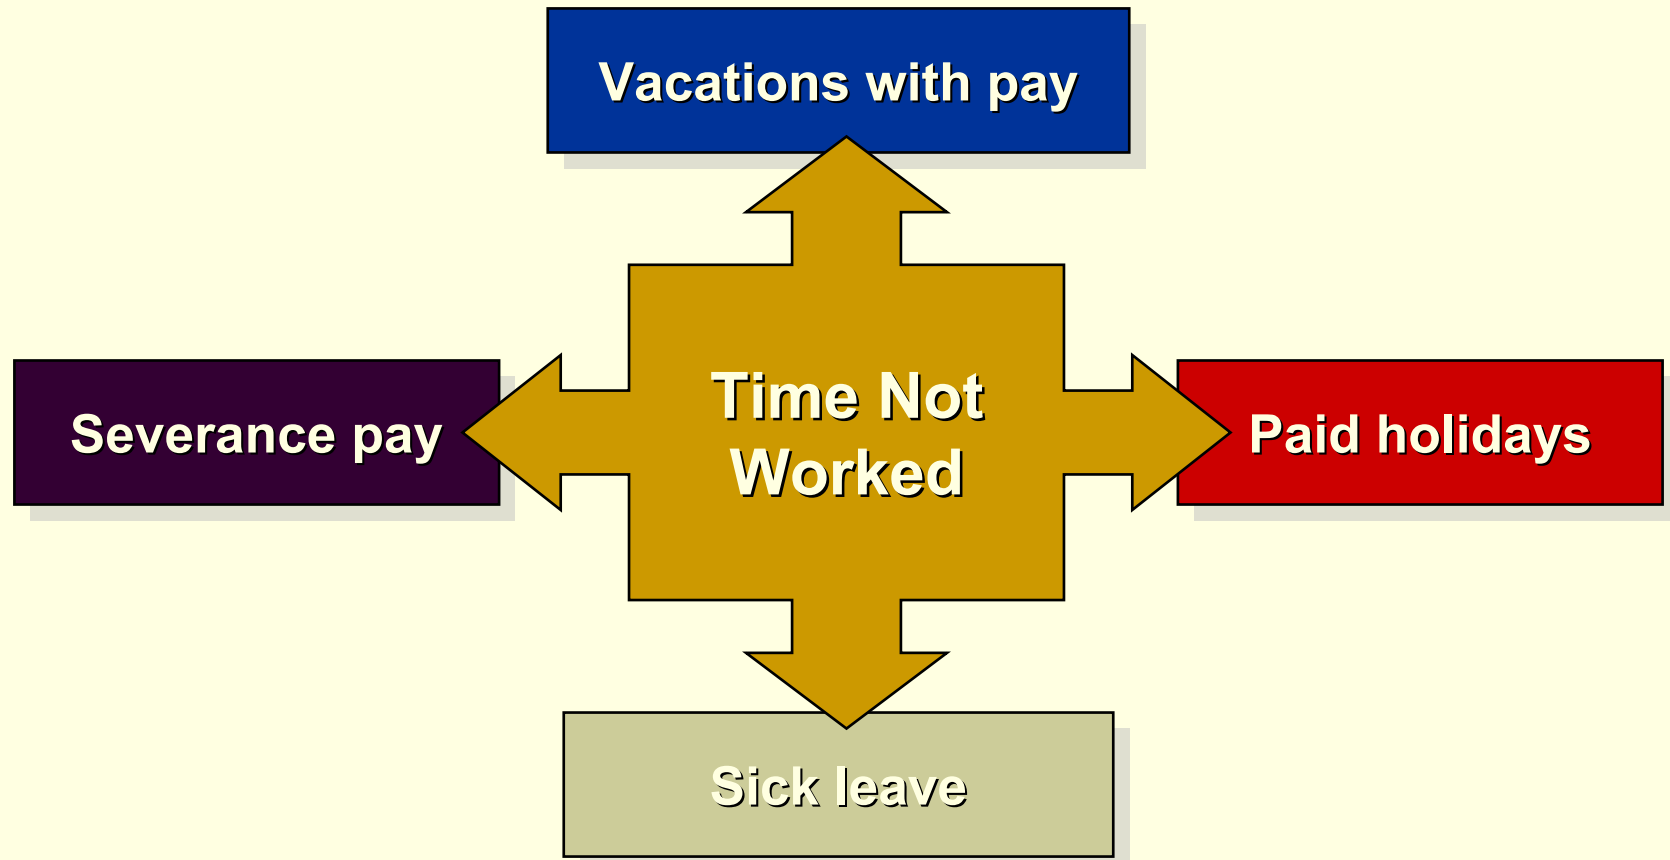 Vacations with pay
Severance pay
Time Not
Worked
Paid holidays
Sick leave